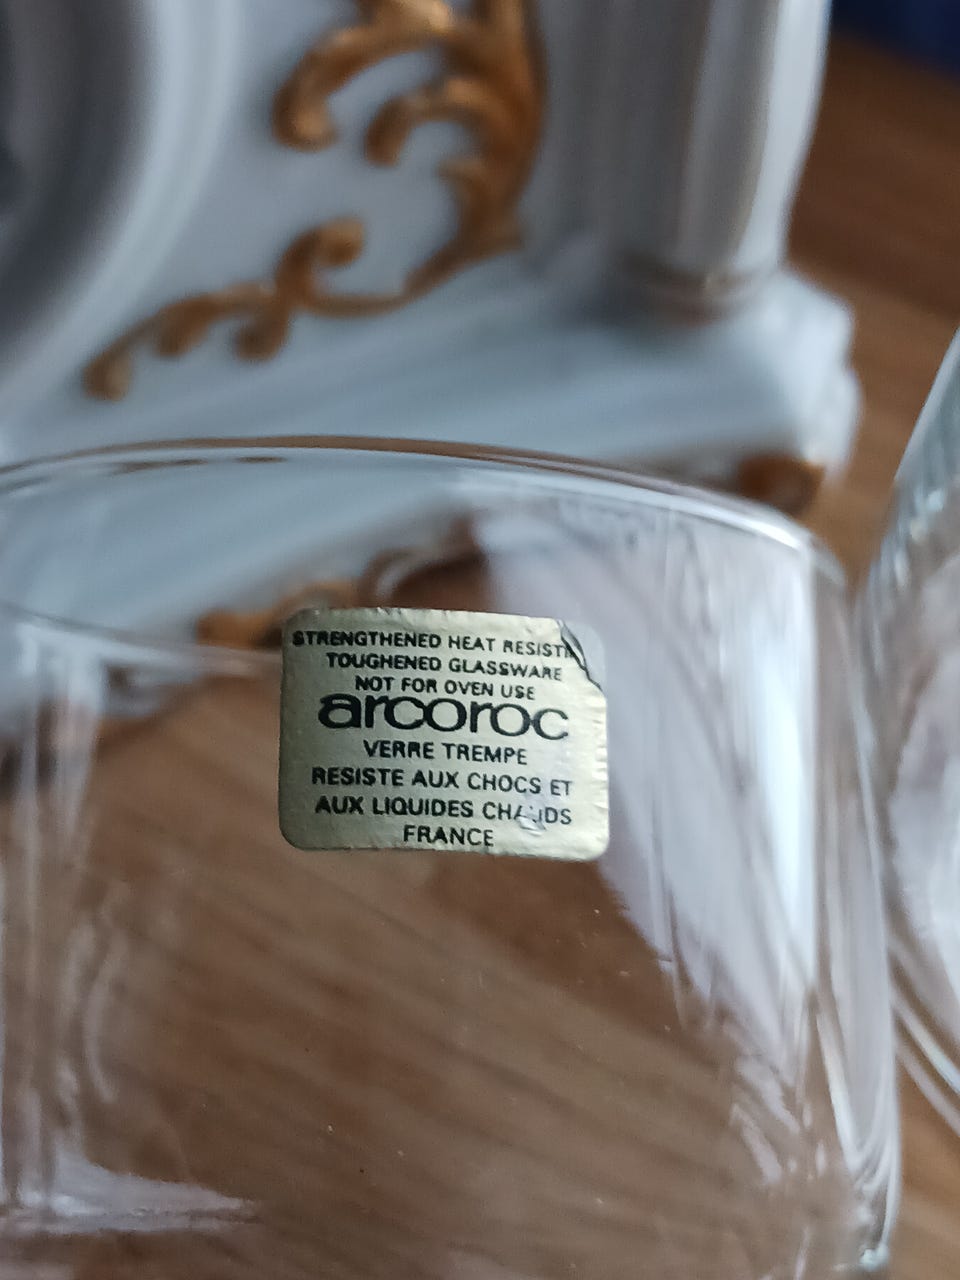 STRENGTHENED HEAT
TOUGHENED GLASSWARE
NOT FOR OVEN USE
arcoroc
VERRE TREMPE
RESISTE AUX CHOCS ET
AUX LIQUIDES CHAUDS
FRANCE